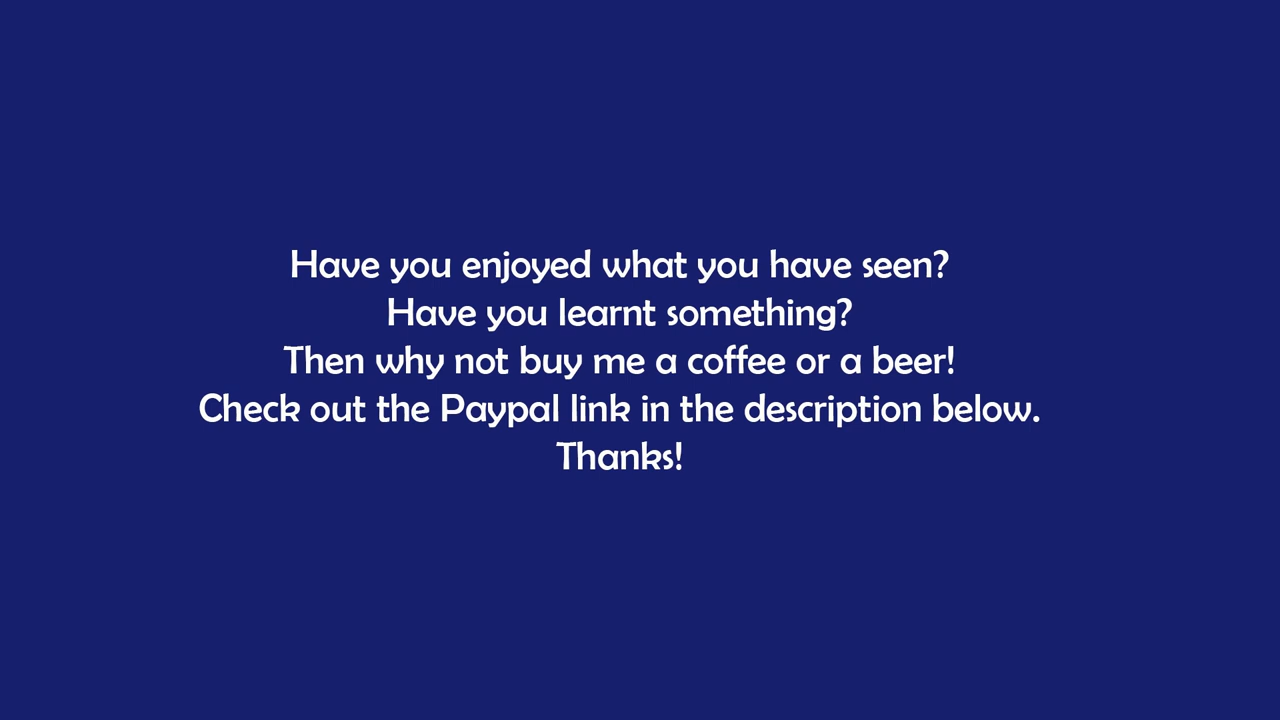 Have you enjoyed what you have seen?
Have you learnt something?
Then why not buy me a coffee or a beer!
Check out the Paypal link in the description below.
Thanks!